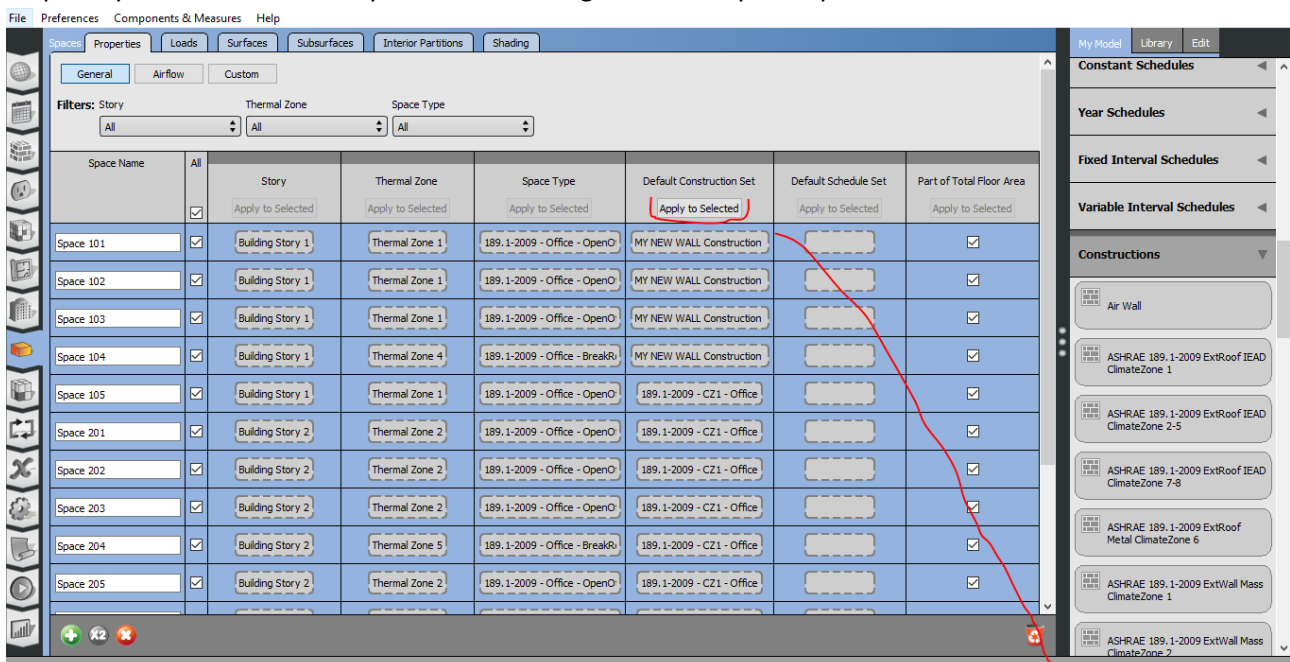 File Preferences Components & Measures Help
Spaces Properties Loads Surfaces Subsurfaces Interior Partitions Shading
My Model Library Edit
General Airflow Custom
Filters: Story Thermal Zone Space Type
All All All
Space Name All Story Thermal Zone Space Type Default Construction Set Default Schedule Set Part of Total Floor Area
Apply to Selected Apply to Selected Apply to Selected Apply to Selected Apply to Selected Apply to Selected
Space 101 Building Story 1 Thermal Zone 1 189.1-2009 - Office - OpenO MY NEW WALL Construction
Space 102 Building Story 1 Thermal Zone 1 189.1-2009 - Office - OpenO MY NEW WALL Construction
Space 103 Building Story 1 Thermal Zone 1 189.1-2009 - Office - OpenO MY NEW WALL Construction
Space 104 Building Story 1 Thermal Zone 4 189.1-2009 - Office - BreakR MY NEW WALL Construction
Space 105 Building Story 1 Thermal Zone 1 189.1-2009 - Office - OpenO 189.1-2009 - CZ1 - Office
Space 201 Building Story 2 Thermal Zone 2 189.1-2009 - Office - OpenO 189.1-2009 - CZ1 - Office
Space 202 Building Story 2 Thermal Zone 2 189.1-2009 - Office - OpenO 189.1-2009 - CZ1 - Office
Space 203 Building Story 2 Thermal Zone 2 189.1-2009 - Office - OpenO 189.1-2009 - CZ1 - Office
Space 204 Building Story 2 Thermal Zone 5 189.1-2009 - Office - BreakR 189.1-2009 - CZ1 - Office
Space 205 Building Story 2 Thermal Zone 2 189.1-2009 - Office - OpenO 189.1-2009 - CZ1 - Office
X2
Constant Schedules
Year Schedules
Fixed Interval Schedules
Variable Interval Schedules
Constructions
Air Wall
ASHRAE 189.1-2009 ExtRoof IEAD
ClimateZone 1
ASHRAE 189.1-2009 ExtRoof IEAD
ClimateZone 2-5
ASHRAE 189.1-2009 ExtRoof IEAD
ClimateZone 7-8
ASHRAE 189.1-2009 ExtRoof
Metal ClimateZone 6
ASHRAE 189.1-2009 ExtWall Mass
ClimateZone 1
ASHRAE 189.1-2009 ExtWall Mass
ClimateZone 2